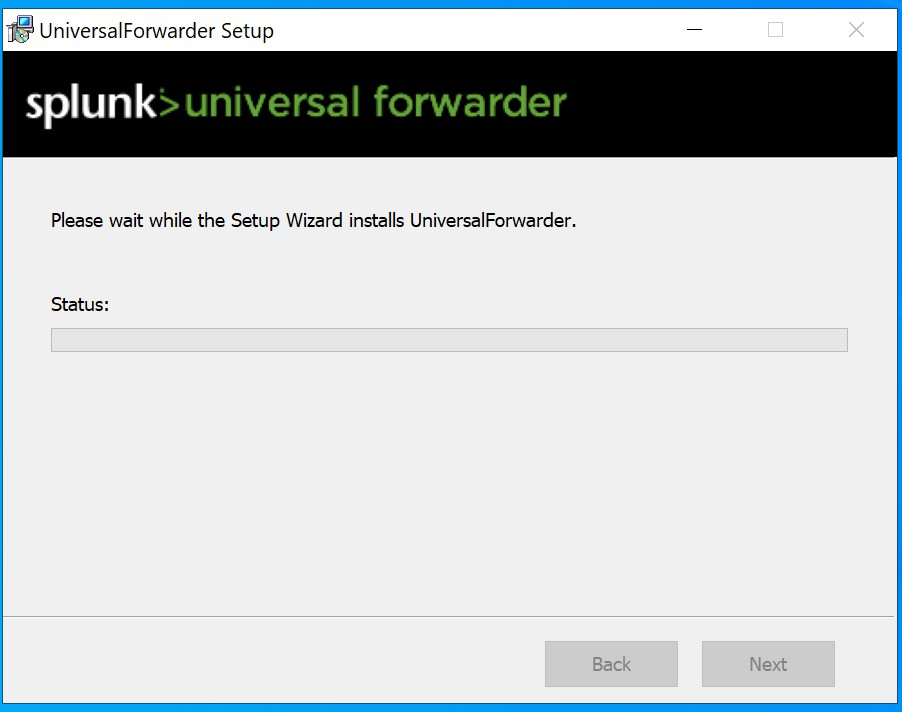 UniversalForwarder Setup
splunk>universal forwarder
Please wait while the Setup Wizard installs UniversalForwarder.
Status:
Back Next